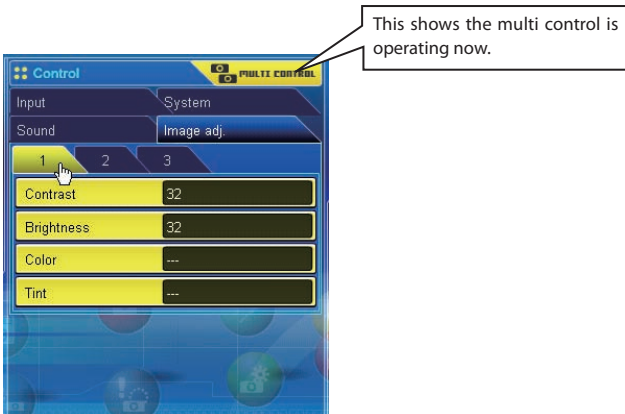 This shows the multi control is
operating now.
Control
MULTI CONTROL
Input
System
Sound
Image adj.
1
2
3
Contrast
32
Brightness
32
Color
---
Tint
---